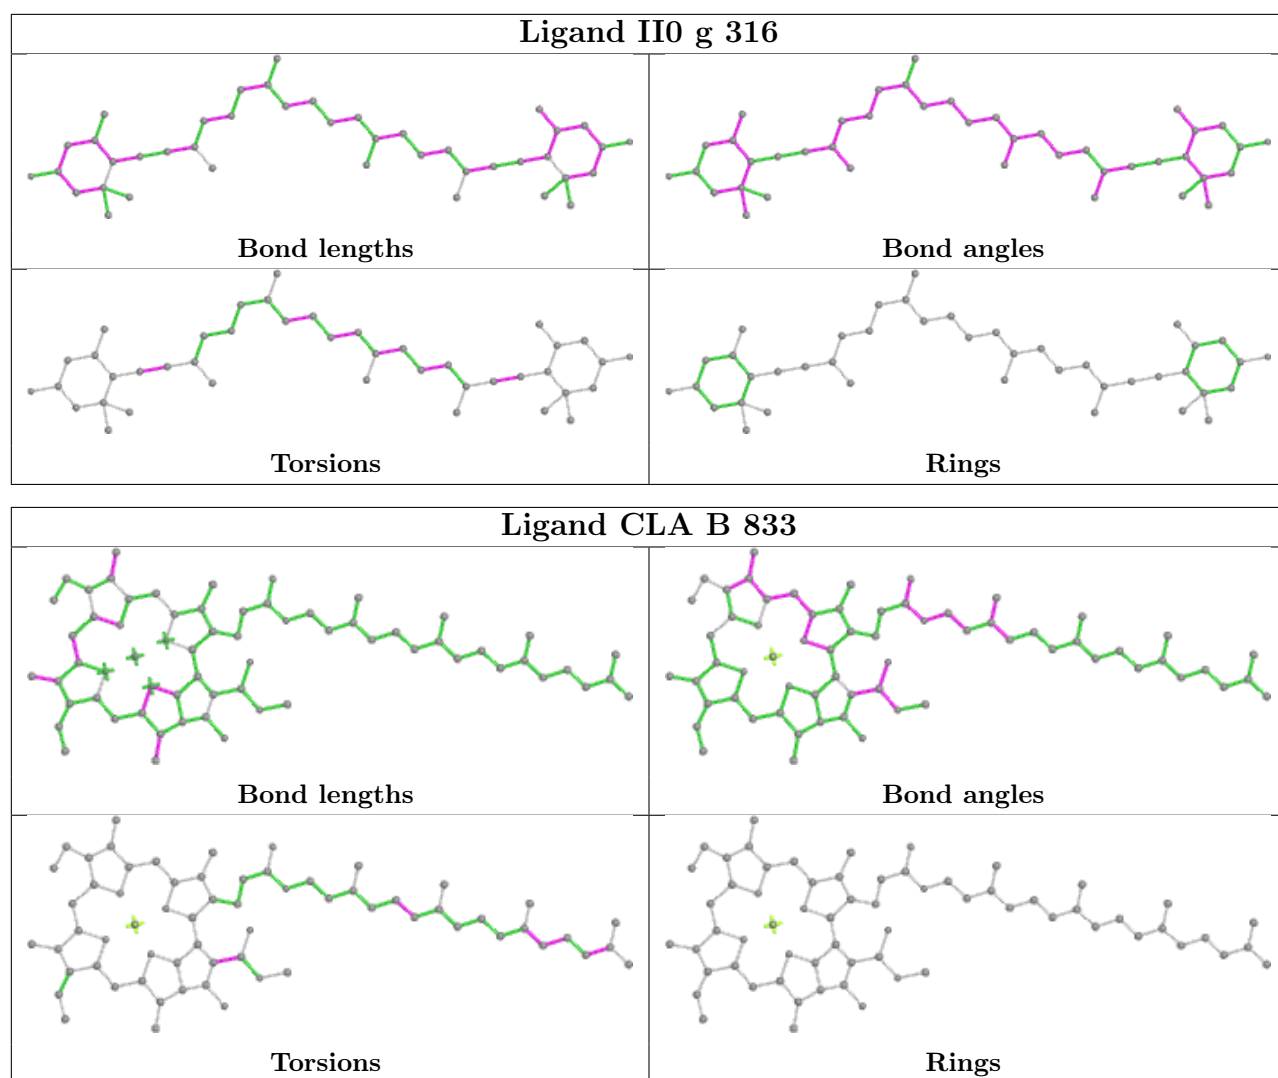 Ligand II0 g 316
Bond lengths
Bond angles
Torsions
Rings
Ligand CLA B 833
Bond lengths
Bond angles
Torsions
Rings